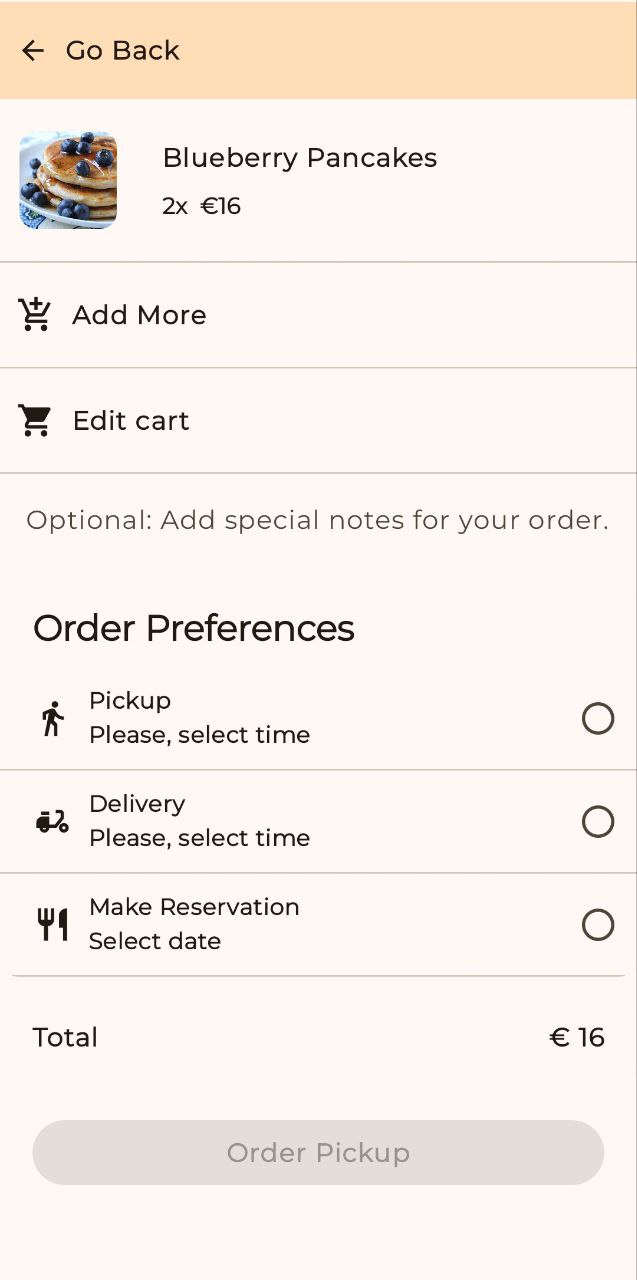 Go Back
Blueberry Pancakes
2x €16
Add More
Edit cart
Optional: Add special notes for your order.
Order Preferences
Pickup
Please, select time
Delivery
Please, select time
Make Reservation
Select date
Total € 16
Order Pickup